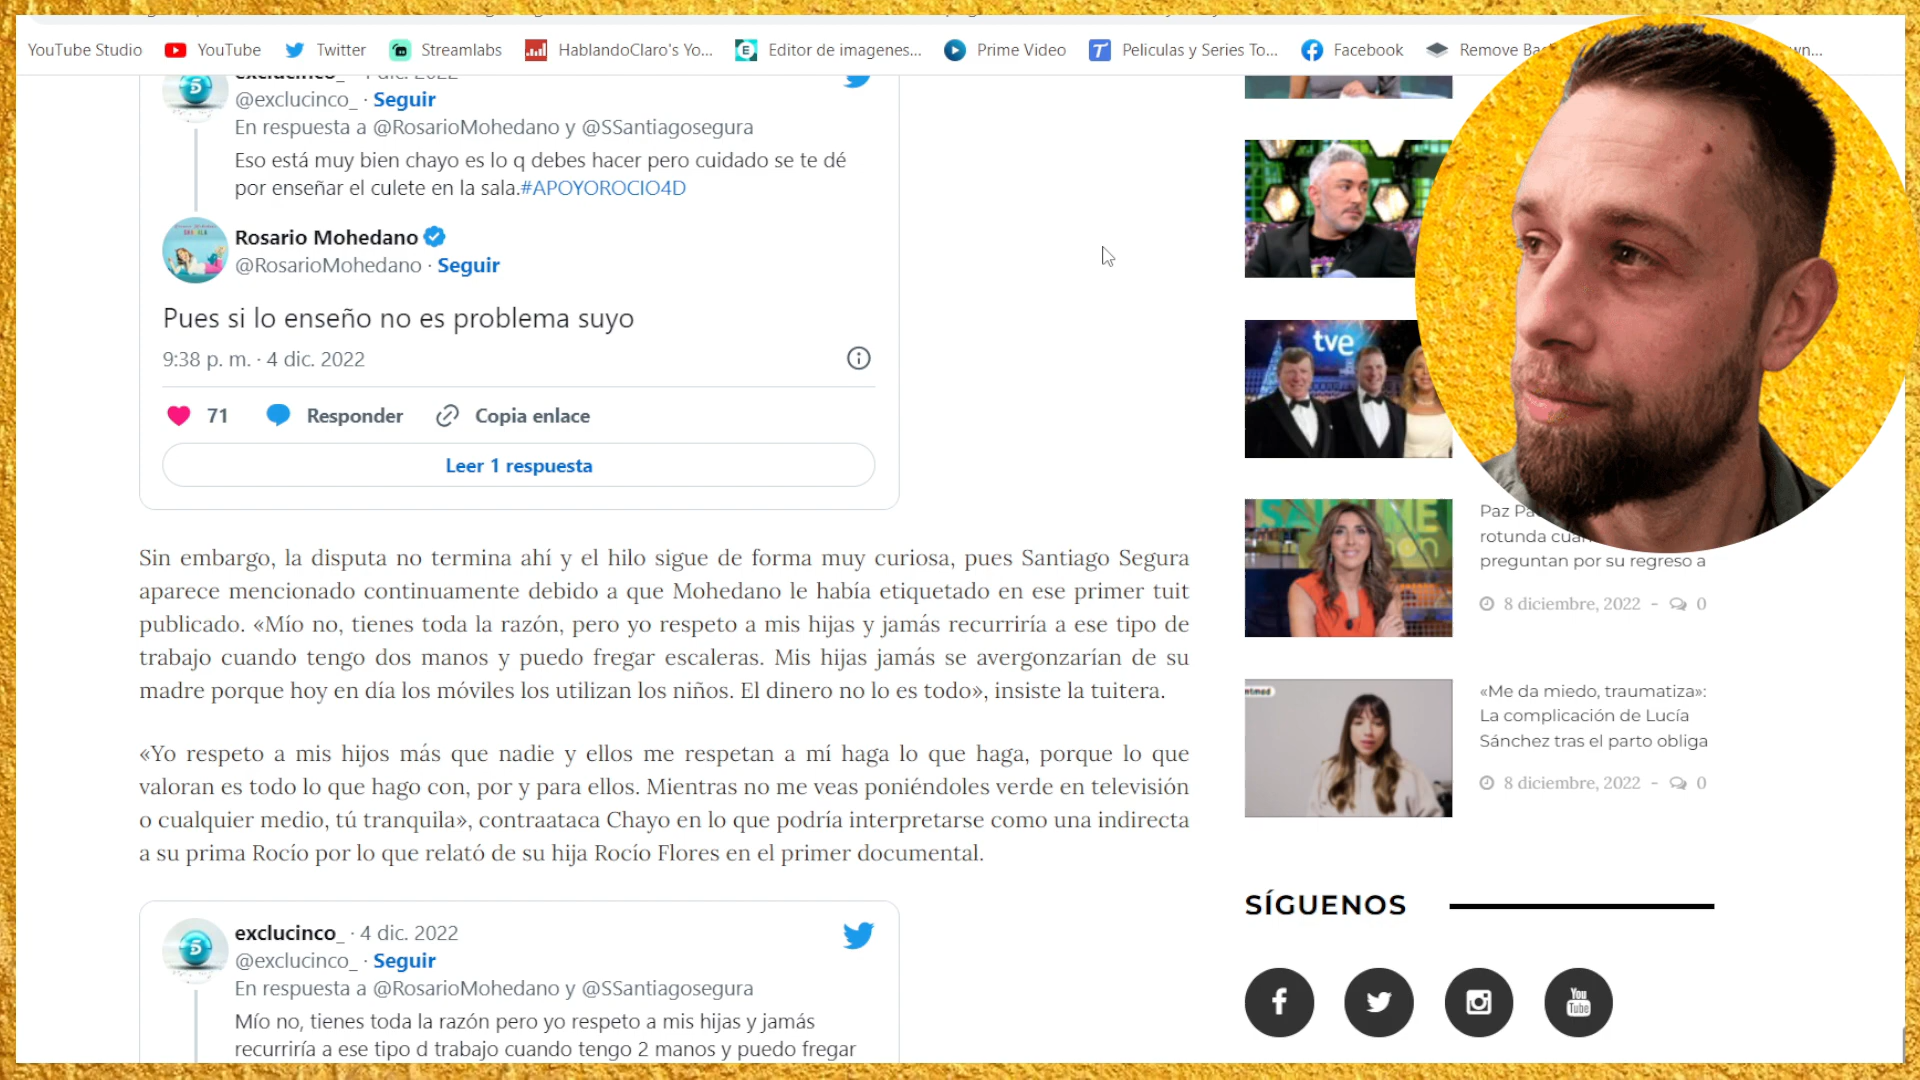 YouTube Studio YouTube Twitter Streamlabs HablandoClaro's Yo... Editor de imagenes... Prime Video Peliculas y Series To... Facebook Remove Ba
exclucinco_ · 4 dic. 2022
@exclucinco_ · Seguir
En respuesta a @RosarioMohedano y @SSantiagosegura
Eso está muy bien chayo es lo q debes hacer pero cuidado se te dé
por enseñar el culete en la sala.#APOYOROCIO4D
Rosario Mohedano
@RosarioMohedano · Seguir
Pues si lo enseño no es problema suyo
9:38 p. m. · 4 dic. 2022
71 Responder Copia enlace
Leer 1 respuesta
Sin embargo, la disputa no termina ahí y el hilo sigue de forma muy curiosa, pues Santiago Segura
aparece mencionado continuamente debido a que Mohedano le había etiquetado en ese primer tuit
publicado. «Mío no, tienes toda la razón, pero yo respeto a mis hijas y jamás recurriría a ese tipo de
trabajo cuando tengo dos manos y puedo fregar escaleras. Mis hijas jamás se avergonzarían de su
madre porque hoy en día los móviles los utilizan los niños. El dinero no lo es todo», insiste la tuitera.
«Yo respeto a mis hijos más que nadie y ellos me respetan a mí haga lo que haga, porque lo que
valoran es todo lo que hago con, por y para ellos. Mientras no me veas poniéndoles verde en televisión
o cualquier medio, tú tranquila», contraataca Chayo en lo que podría interpretarse como una indirecta
a su prima Rocío por lo que relató de su hija Rocío Flores en el primer documental.
exclucinco_ · 4 dic. 2022
@exclucinco_ · Seguir
En respuesta a @RosarioMohedano y @SSantiagosegura
Mío no, tienes toda la razón pero yo respeto a mis hijas y jamás
recurriría a ese tipo d trabajo cuando tengo 2 manos y puedo fregar
tve
Paz Pa
rotunda cuan
preguntan por su regreso a
8 diciembre, 2022 - 0
«Me da miedo, traumatiza»:
La complicación de Lucía
Sánchez tras el parto obliga
8 diciembre, 2022 - 0
SÍGUENOS
You
Tube